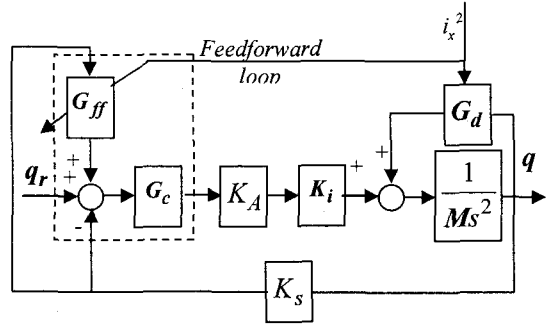 Feedforward
loop
i_x^2
G_ff
G_d
+
+
+
+
q_r
G_c
K_A
K_i
1
Ms^2
q
-
K_s